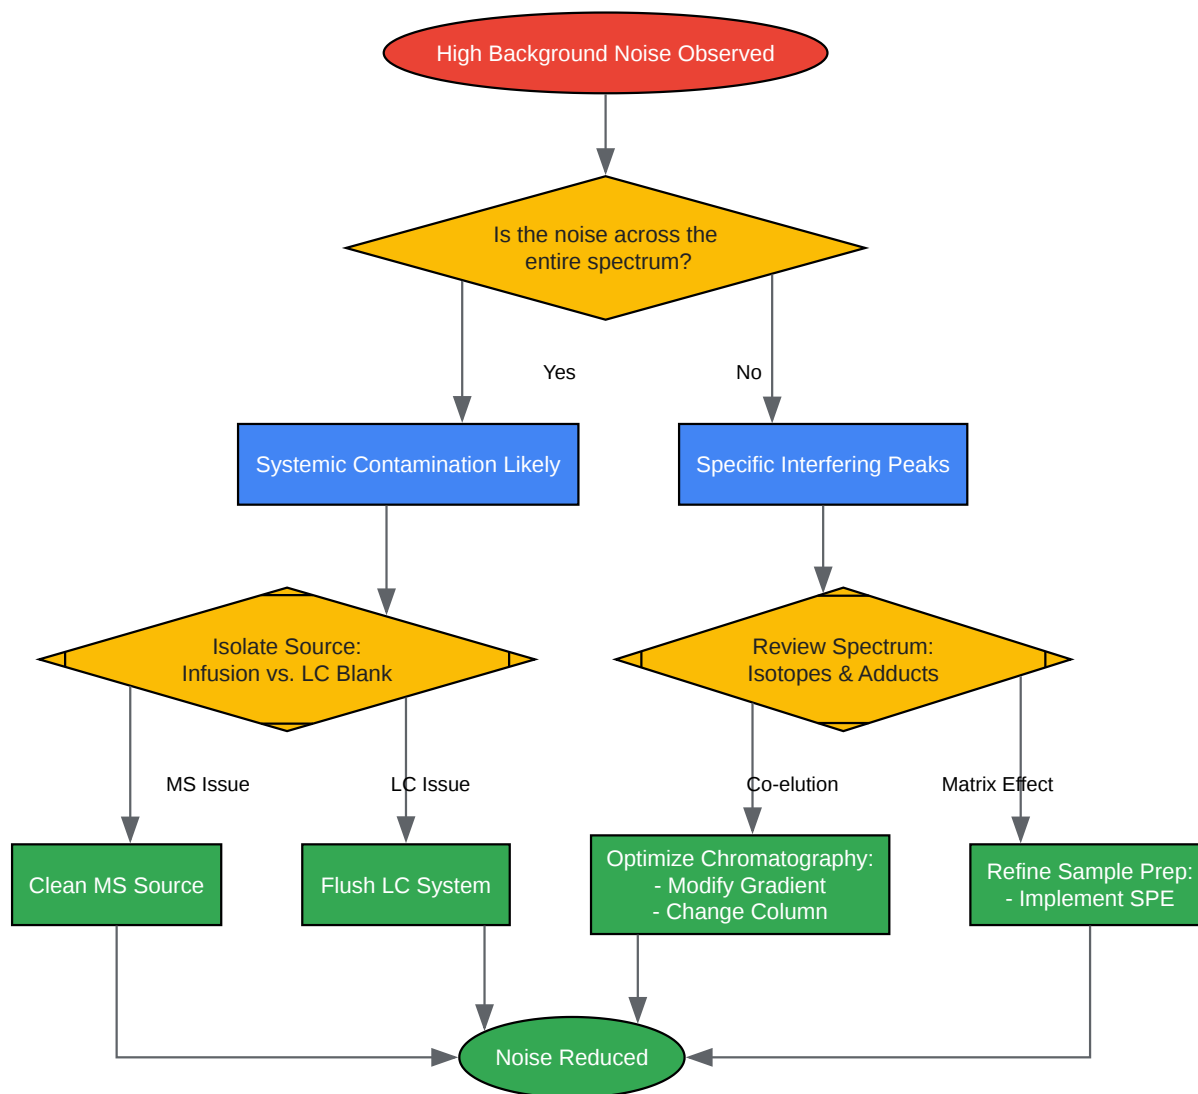 High Background Noise Observed
Is the noise across the
entire spectrum?
Yes
No
Systemic Contamination Likely
Specific Interfering Peaks
Isolate Source:
Infusion vs. LC Blank
Review Spectrum:
Isotopes & Adducts
MS Issue
LC Issue
Co-elution
Matrix Effect
Clean MS Source
Flush LC System
Optimize Chromatography:
- Modify Gradient
- Change Column
Refine Sample Prep:
- Implement SPE
Noise Reduced